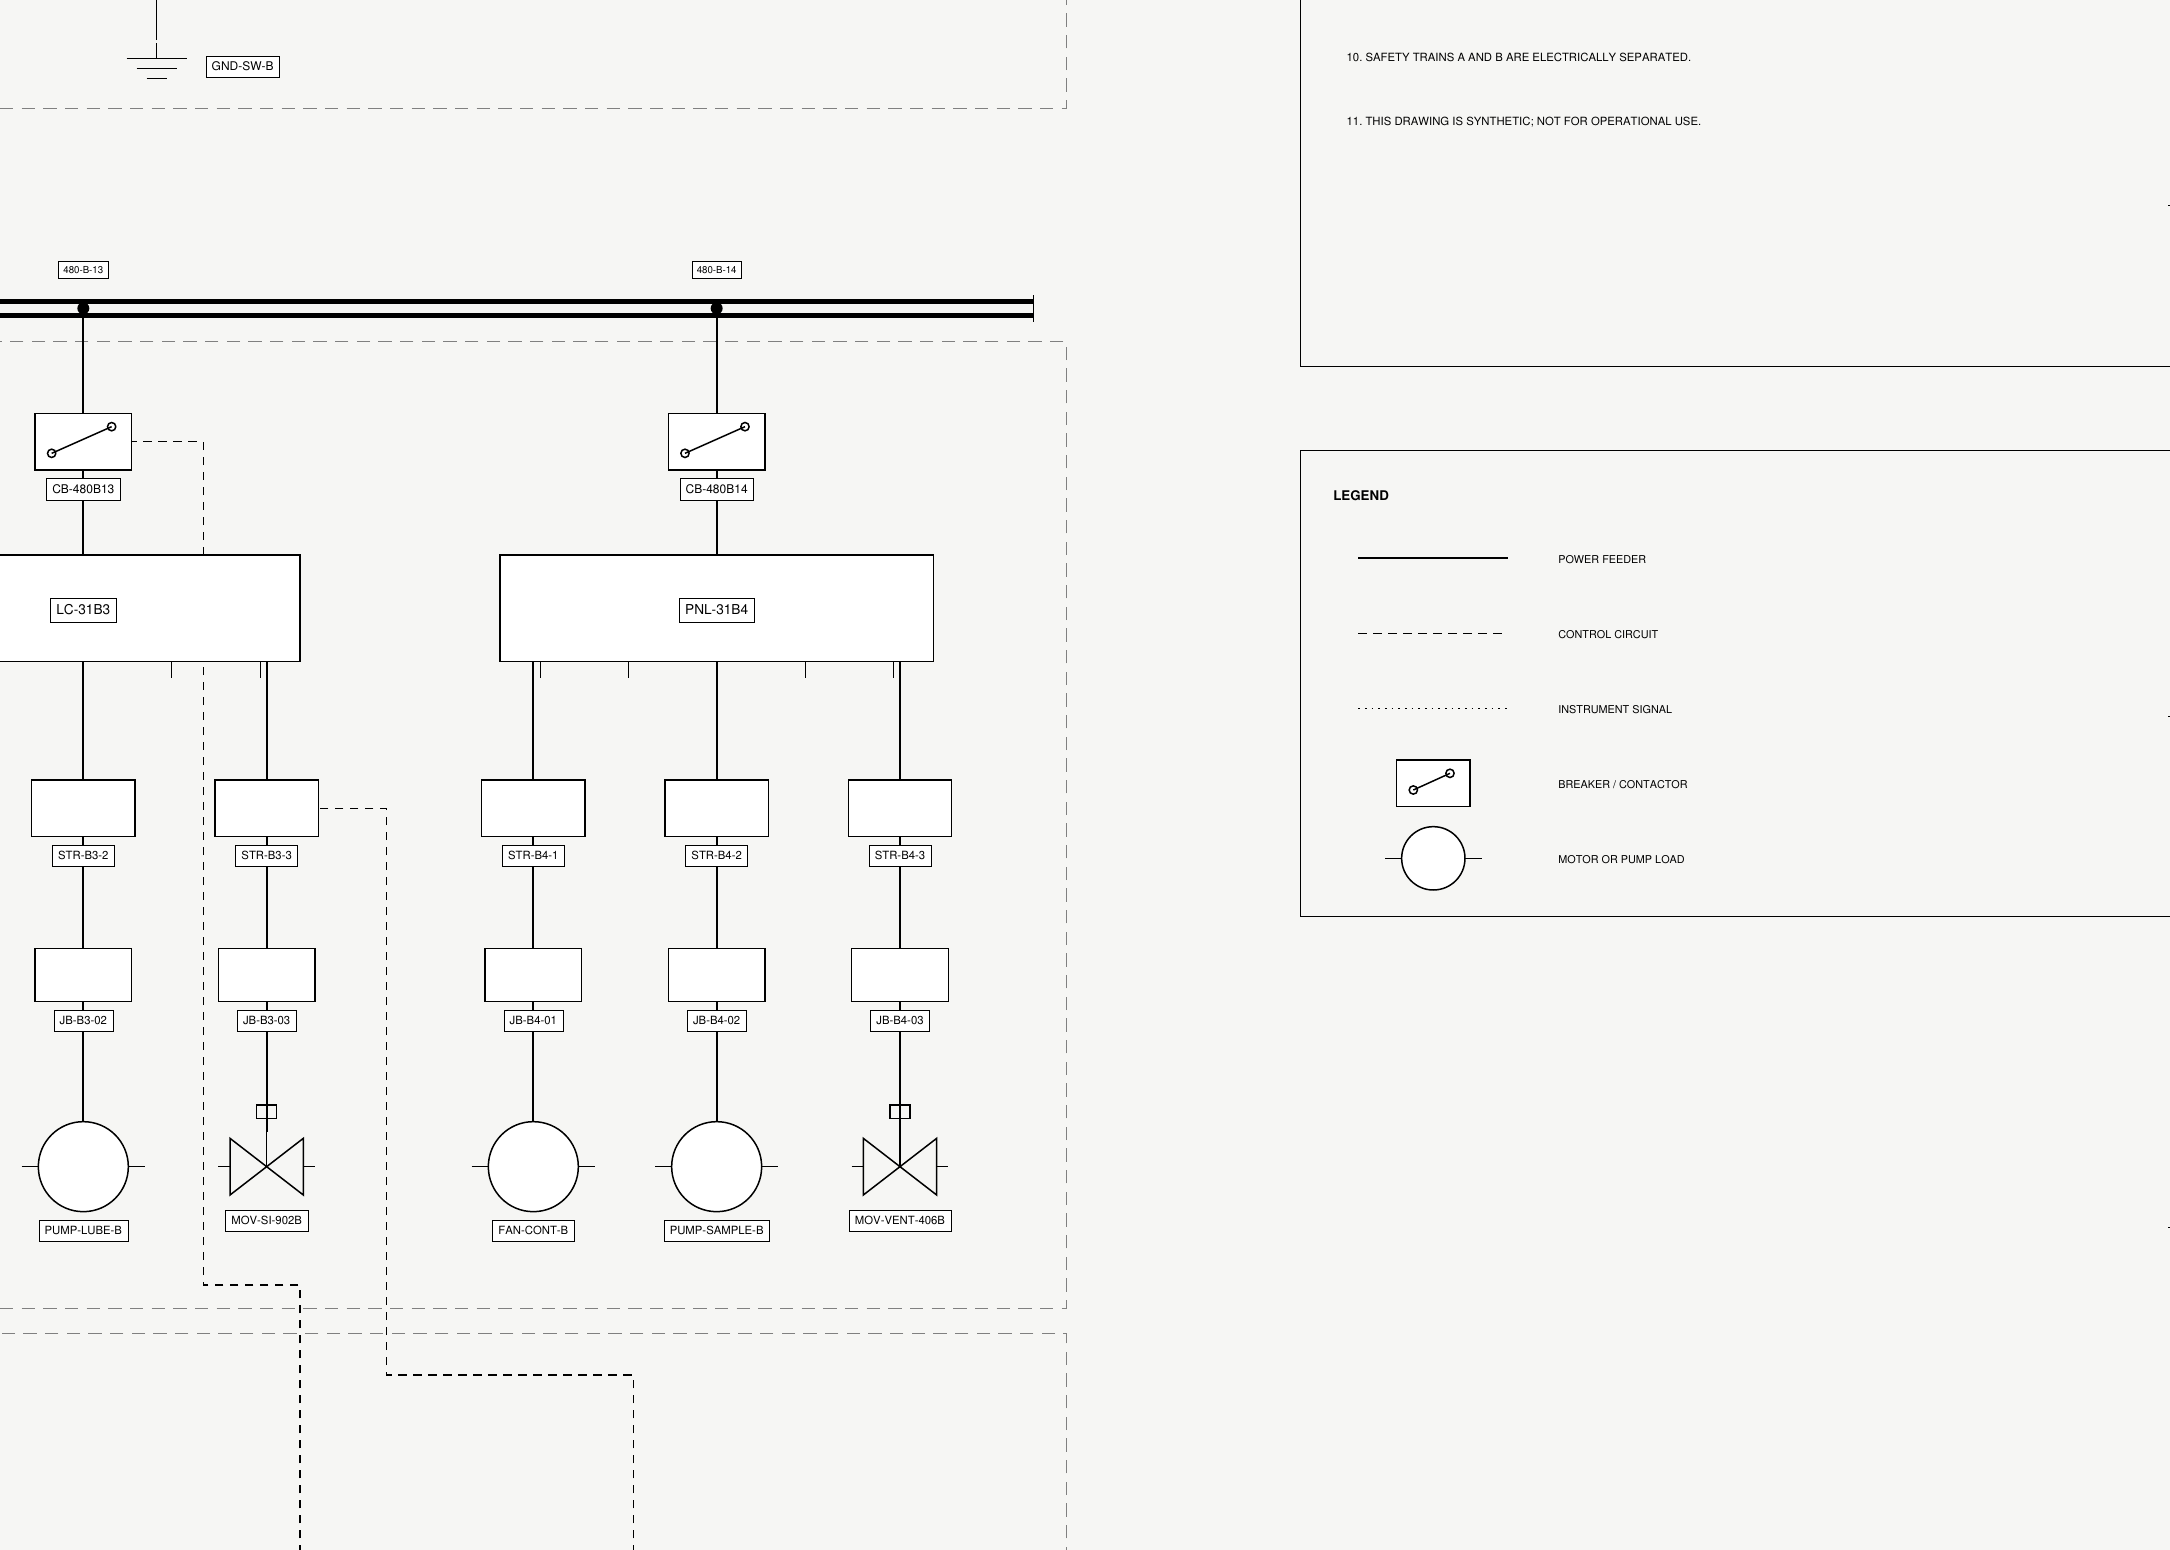 GND-SW-B
10. SAFETY TRAINS A AND B ARE ELECTRICALLY SEPARATED.
11. THIS DRAWING IS SYNTHETIC; NOT FOR OPERATIONAL USE.
480-B-13
480-B-14
CB-480B13
CB-480B14
LC-31B3
PNL-31B4
STR-B3-2
STR-B3-3
STR-B4-1
STR-B4-2
STR-B4-3
JB-B3-02
JB-B3-03
JB-B4-01
JB-B4-02
JB-B4-03
PUMP-LUBE-B
MOV-SI-902B
FAN-CONT-B
PUMP-SAMPLE-B
MOV-VENT-406B
LEGEND
POWER FEEDER
CONTROL CIRCUIT
INSTRUMENT SIGNAL
BREAKER / CONTACTOR
MOTOR OR PUMP LOAD